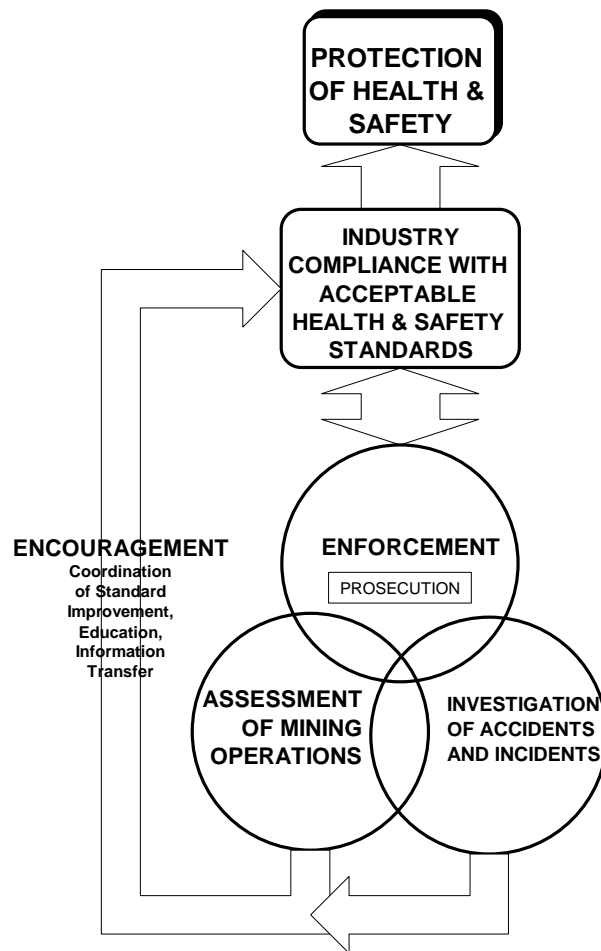 PROTECTION
OF HEALTH &
SAFETY
INDUSTRY
COMPLIANCE WITH
ACCEPTABLE
HEALTH & SAFETY
STANDARDS
ENCOURAGEMENT
Coordination
of Standard
Improvement,
Education,
Information
Transfer
ENFORCEMENT
PROSECUTION
ASSESSMENT
OF MINING
OPERATIONS
INVESTIGATION
OF ACCIDENTS
AND INCIDENTS